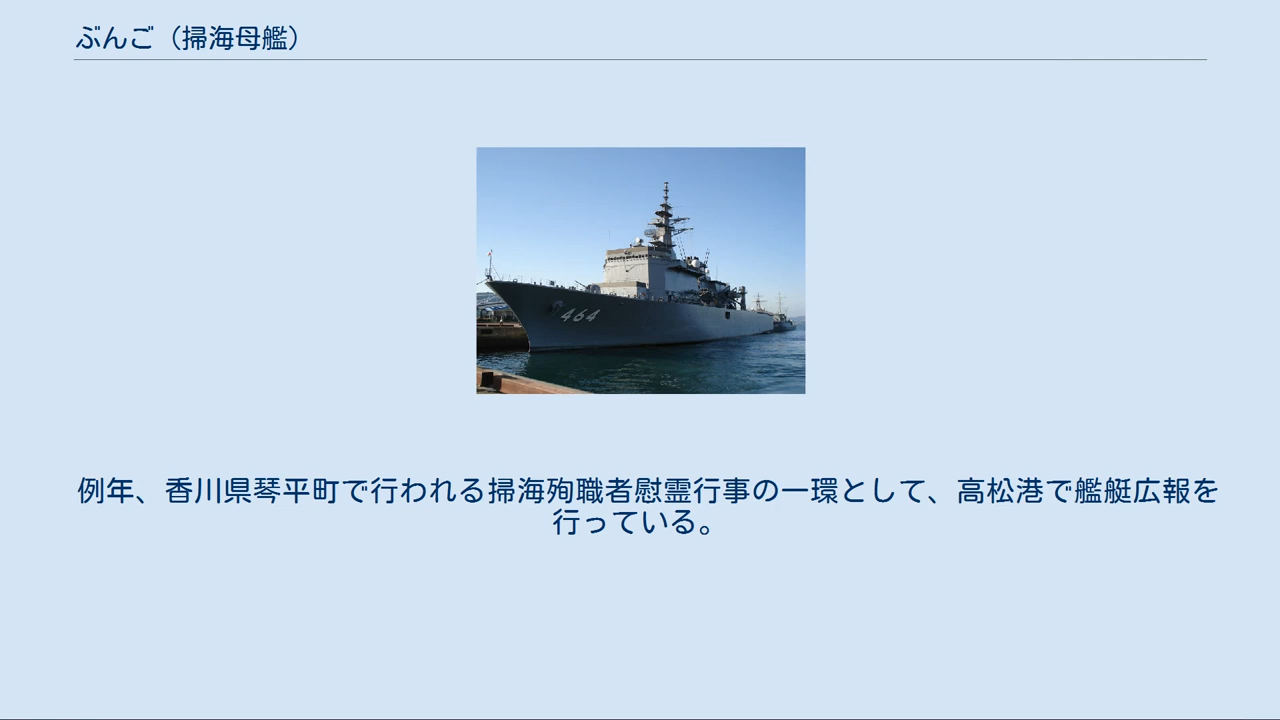 ぶんご（掃海母艦）
464
例年、香川県琴平町で行われる掃海殉職者慰霊行事の一環として、高松港で艦艇広報を
行っている。